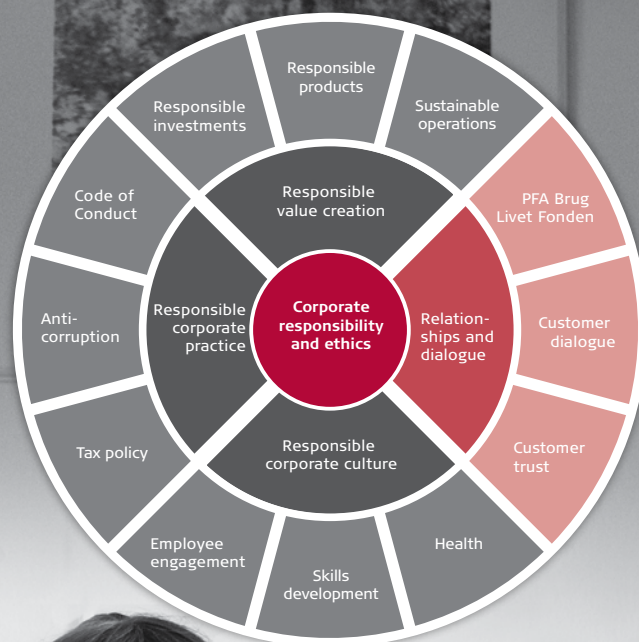 Responsible
products
Responsible
investments
Sustainable
operations
Code of
Conduct
Responsible
value creation
PFA Brug
Livet Fonden
Anti-
corruption
Responsible
corporate
practice
Corporate
responsibility
and ethics
Relation-
ships and
dialogue
Customer
dialogue
Tax policy
Responsible
corporate culture
Customer
trust
Employee
engagement
Skills
development
Health